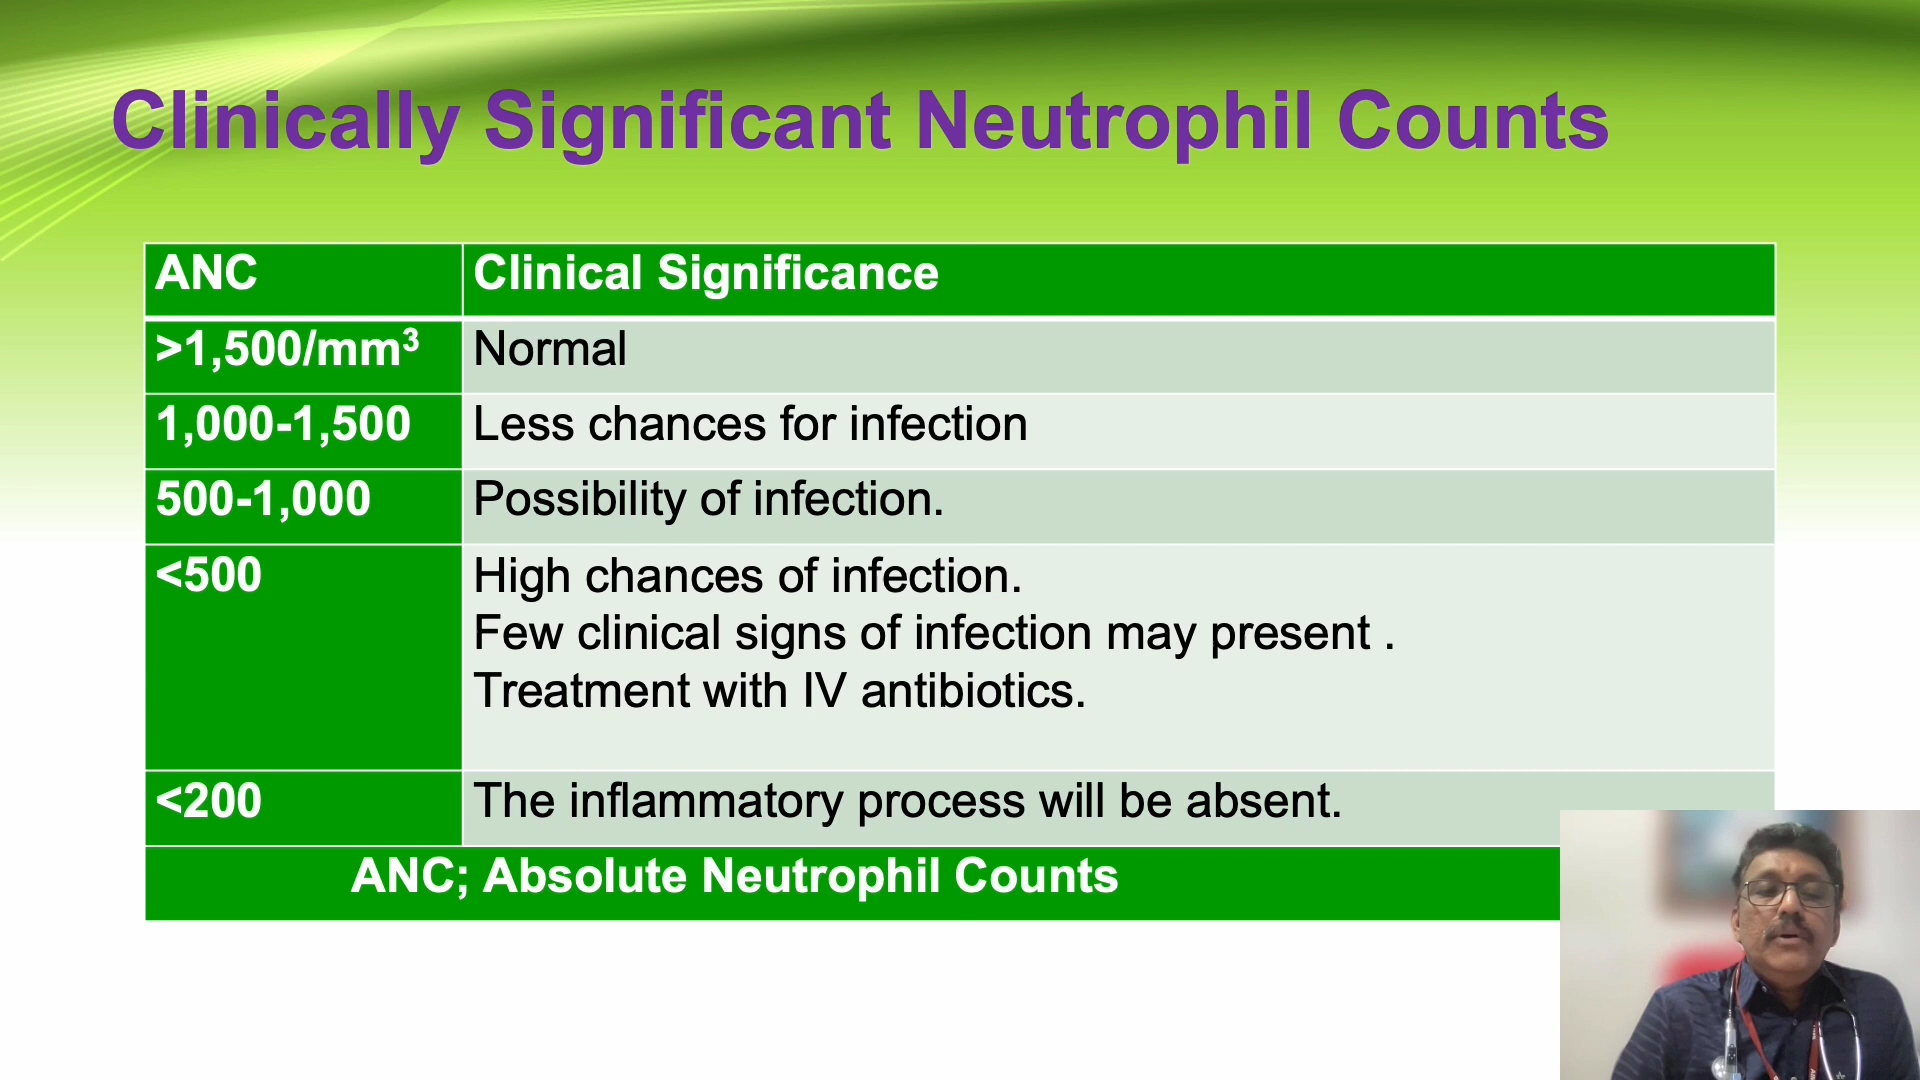 Clinically Significant Neutrophil Counts
ANC Clinical Significance
>1,500/mm³ Normal
1,000-1,500 Less chances for infection
500-1,000 Possibility of infection.
<500 High chances of infection.
Few clinical signs of infection may present .
Treatment with IV antibiotics.
<200 The inflammatory process will be absent.
ANC; Absolute Neutrophil Counts